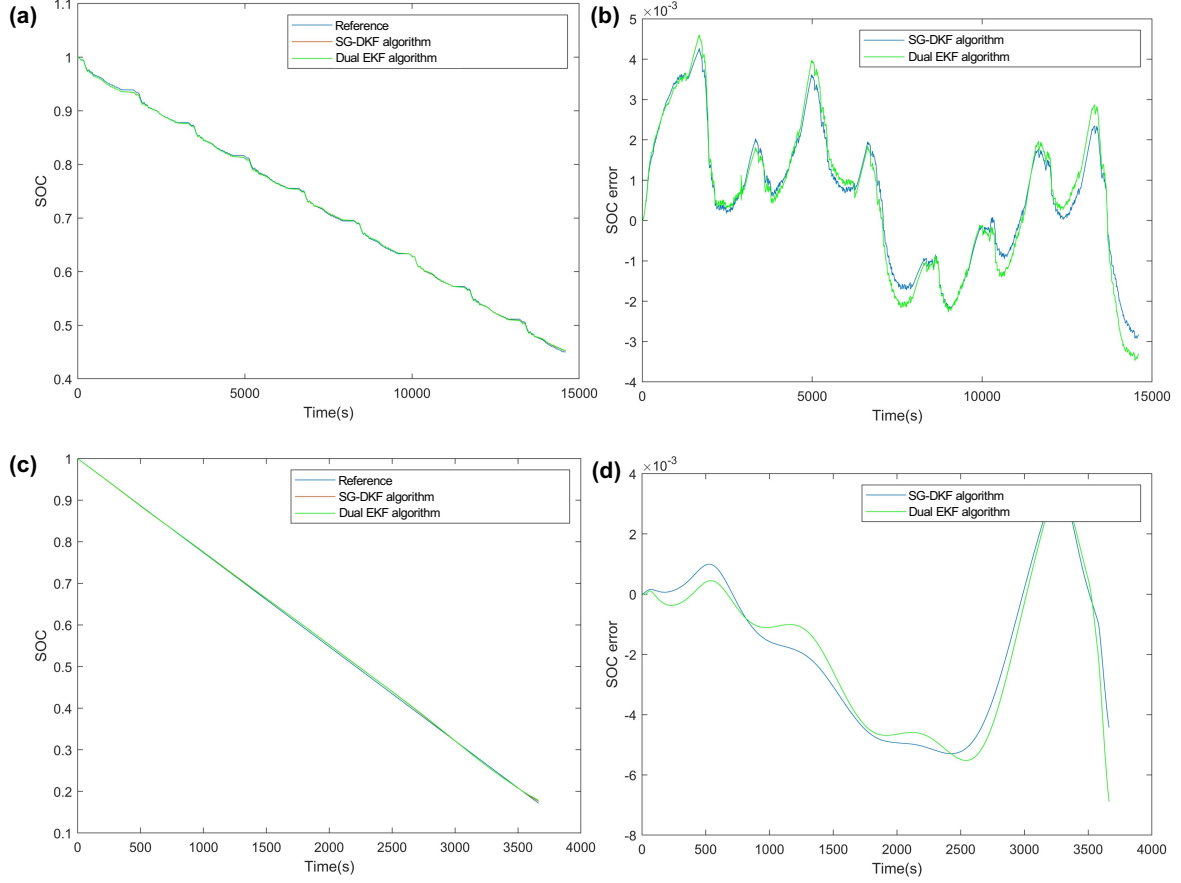 (a)
1.1
1
0.9
0.8
0.7
0.6
0.5
0.4
SOC
0
5000
10000
15000
Time(s)
Reference
SG-DKF algorithm
Dual EKF algorithm
(b)
×10⁻³
5
4
3
2
1
0
-1
-2
-3
-4
SOC error
0
5000
10000
15000
Time(s)
SG-DKF algorithm
Dual EKF algorithm
(c)
1
0.9
0.8
0.7
0.6
0.5
0.4
0.3
0.2
0.1
SOC
0
500
1000
1500
2000
2500
3000
3500
4000
Time(s)
Reference
SG-DKF algorithm
Dual EKF algorithm
(d)
×10⁻³
4
2
0
-2
-4
-6
-8
SOC error
0
500
1000
1500
2000
2500
3000
3500
4000
Time(s)
SG-DKF algorithm
Dual EKF algorithm